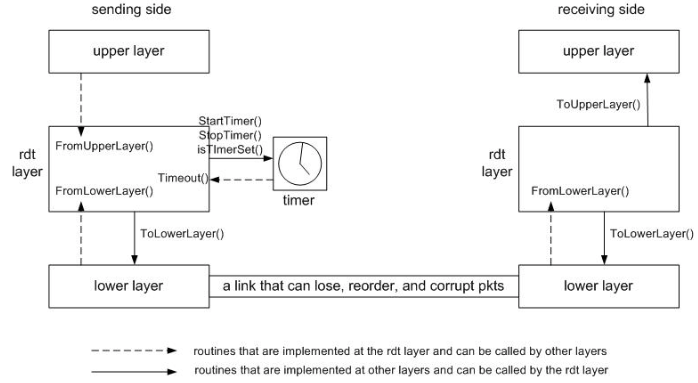 sending side
receiving side
upper layer
upper layer
StartTimer()
StopTimer()
isTImerSet()
ToUpperLayer()
rdt
layer
FromUpperLayer()
Timeout()
FromLowerLayer()
timer
rdt
layer
FromLowerLayer()
ToLowerLayer()
ToLowerLayer()
lower layer
a link that can lose, reorder, and corrupt pkts
lower layer
routines that are implemented at the rdt layer and can be called by other layers
routines that are implemented at other layers and can be called by the rdt layer